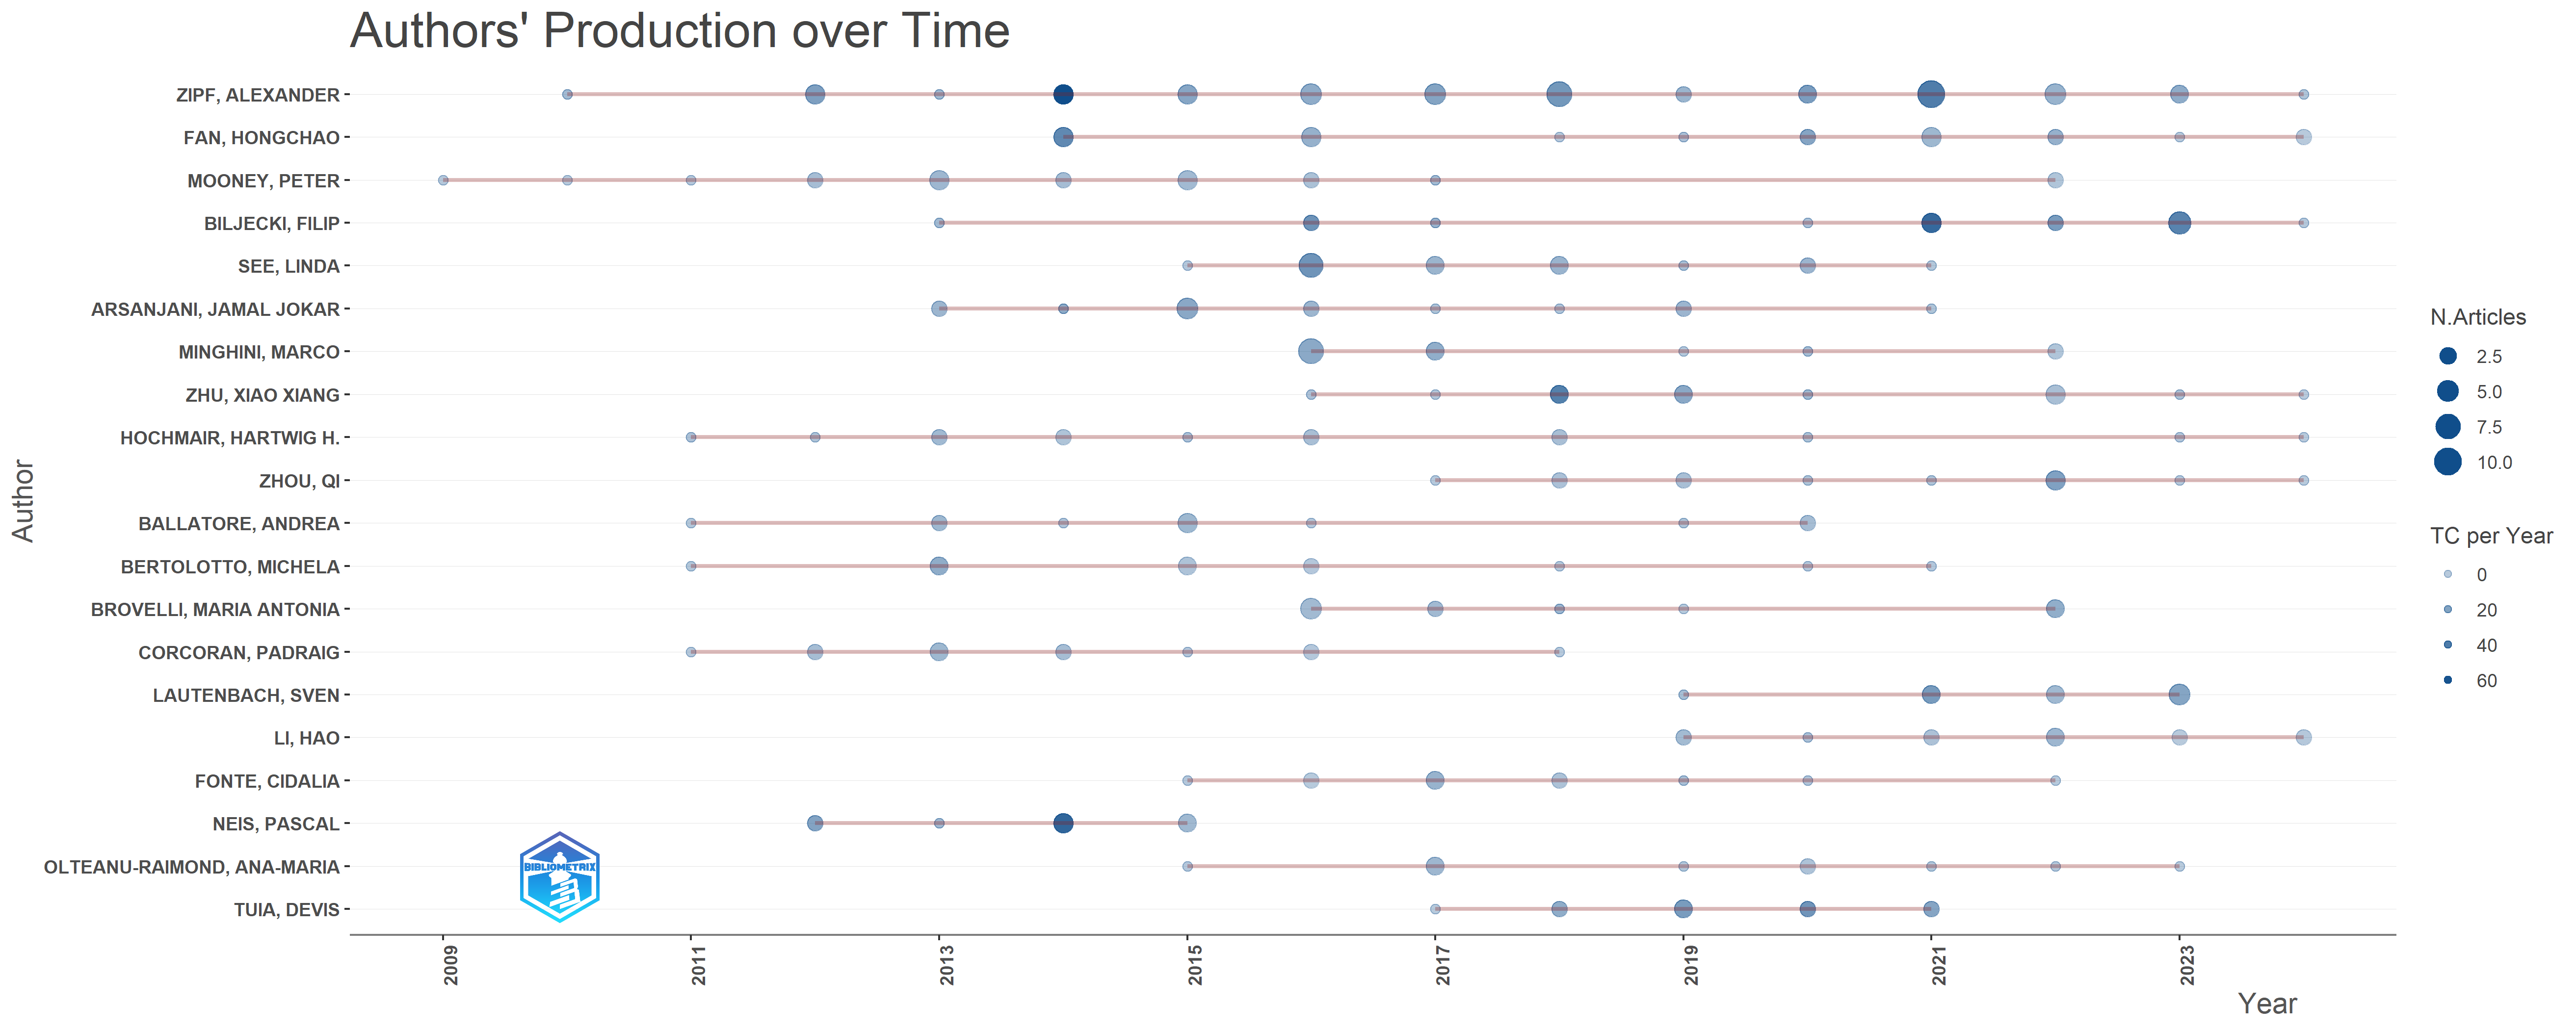 Authors' Production over Time
Author
ZIPF, ALEXANDER
FAN, HONGCHAO
MOONEY, PETER
BILJECKI, FILIP
SEE, LINDA
ARSANJANI, JAMAL JOKAR
MINGHINI, MARCO
ZHU, XIAO XIANG
HOCHMAIR, HARTWIG H.
ZHOU, QI
BALLATORE, ANDREA
BERTOLOTTO, MICHELA
BROVELLI, MARIA ANTONIA
CORCORAN, PADRAIG
LAUTENBACH, SVEN
LI, HAO
FONTE, CIDALIA
NEIS, PASCAL
OLTEANU-RAIMOND, ANA-MARIA
TUIA, DEVIS
BIBLIOMETRIX
2009
2011
2013
2015
2017
2019
2021
2023
Year
N.Articles
2.5
5.0
7.5
10.0
TC per Year
0
20
40
60